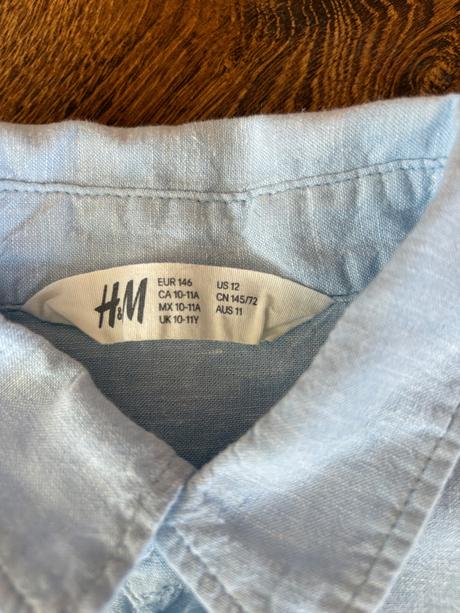 H&M
EUR 146
CA 10-11A
MX 10-11A
UK 10-11Y
US 12
CN 145/72
AUS 11